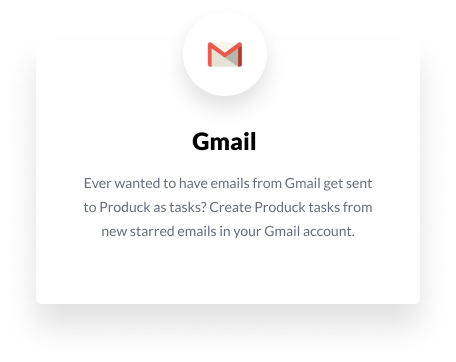 Gmail
Ever wanted to have emails from Gmail get sent
to Produck as tasks? Create Produck tasks from
new starred emails in your Gmail account.